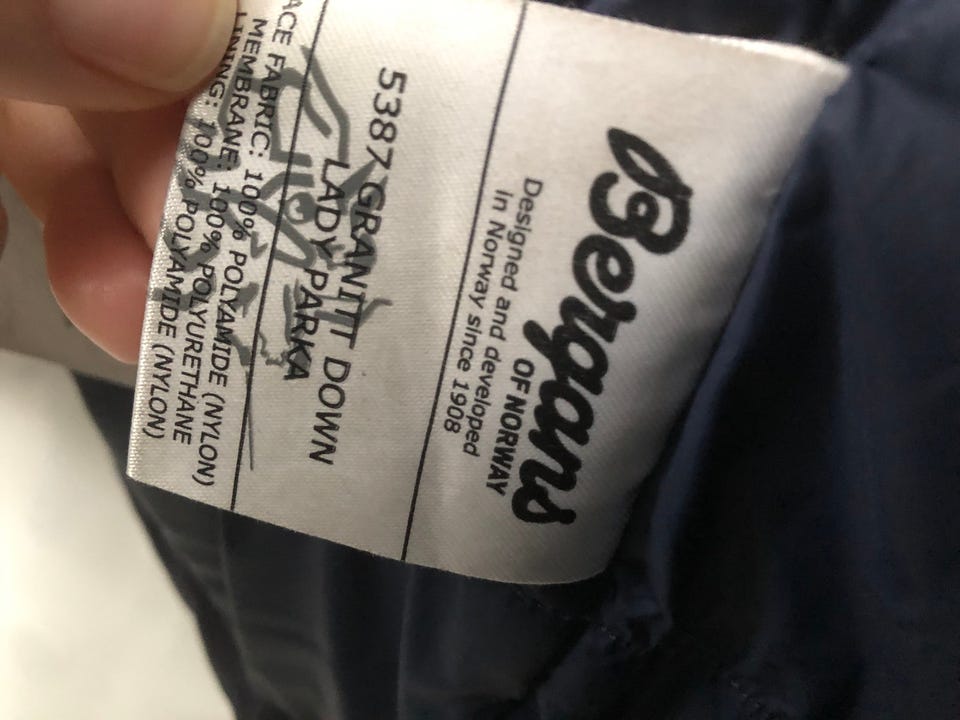 Bergans
OF NORWAY
Designed and developed
in Norway since 1908
5387 GRANITT DOWN
LADY PARKA
FABRIC: 100% POLYAMIDE (NYLON)
MEMBRANE: 100% POLYURETHANE
LINING: 100% POLYAMIDE (NYLON)